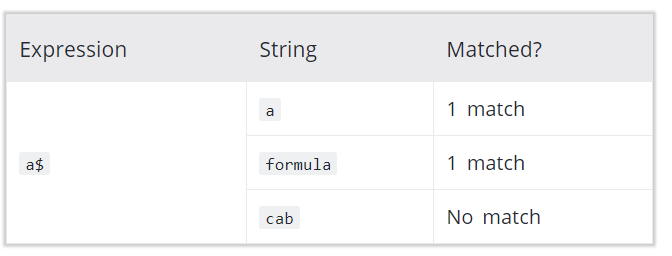 Expression String Matched?
a 1 match
a$ formula 1 match
cab No match